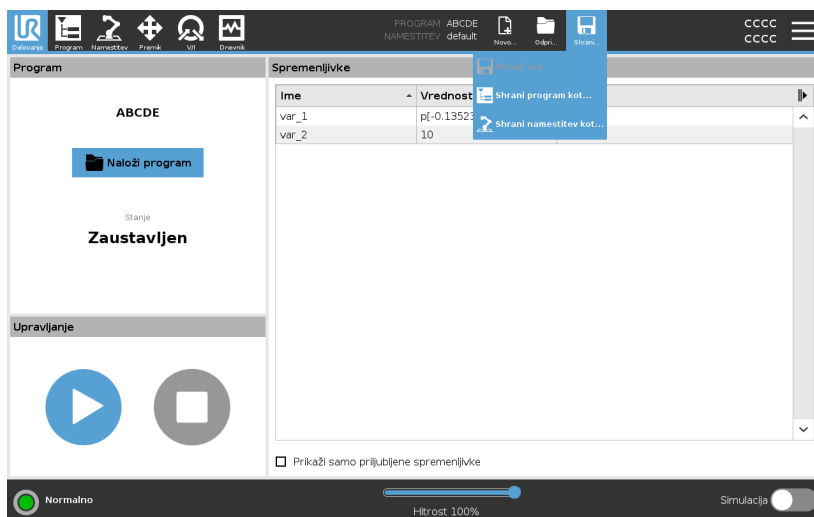 UR
PROGRAM ABCDE
NAMESTITEV default
cccc
cccc
Delovanje Program Namestitev Premik V/I Dnevnik
Novo... Odpri... Shrani...
Program
Spremenljivke
Shrani program kot...
Shrani namestitev kot...
Ime Vrednost
var_1 p[-0.13523
var_2 10
ABCDE
Naloži program
Stanje
Zaustavljen
Upravljanje
Prikaži samo priljubljene spremenljivke
Normalno
Hitrost 100%
Simulacija